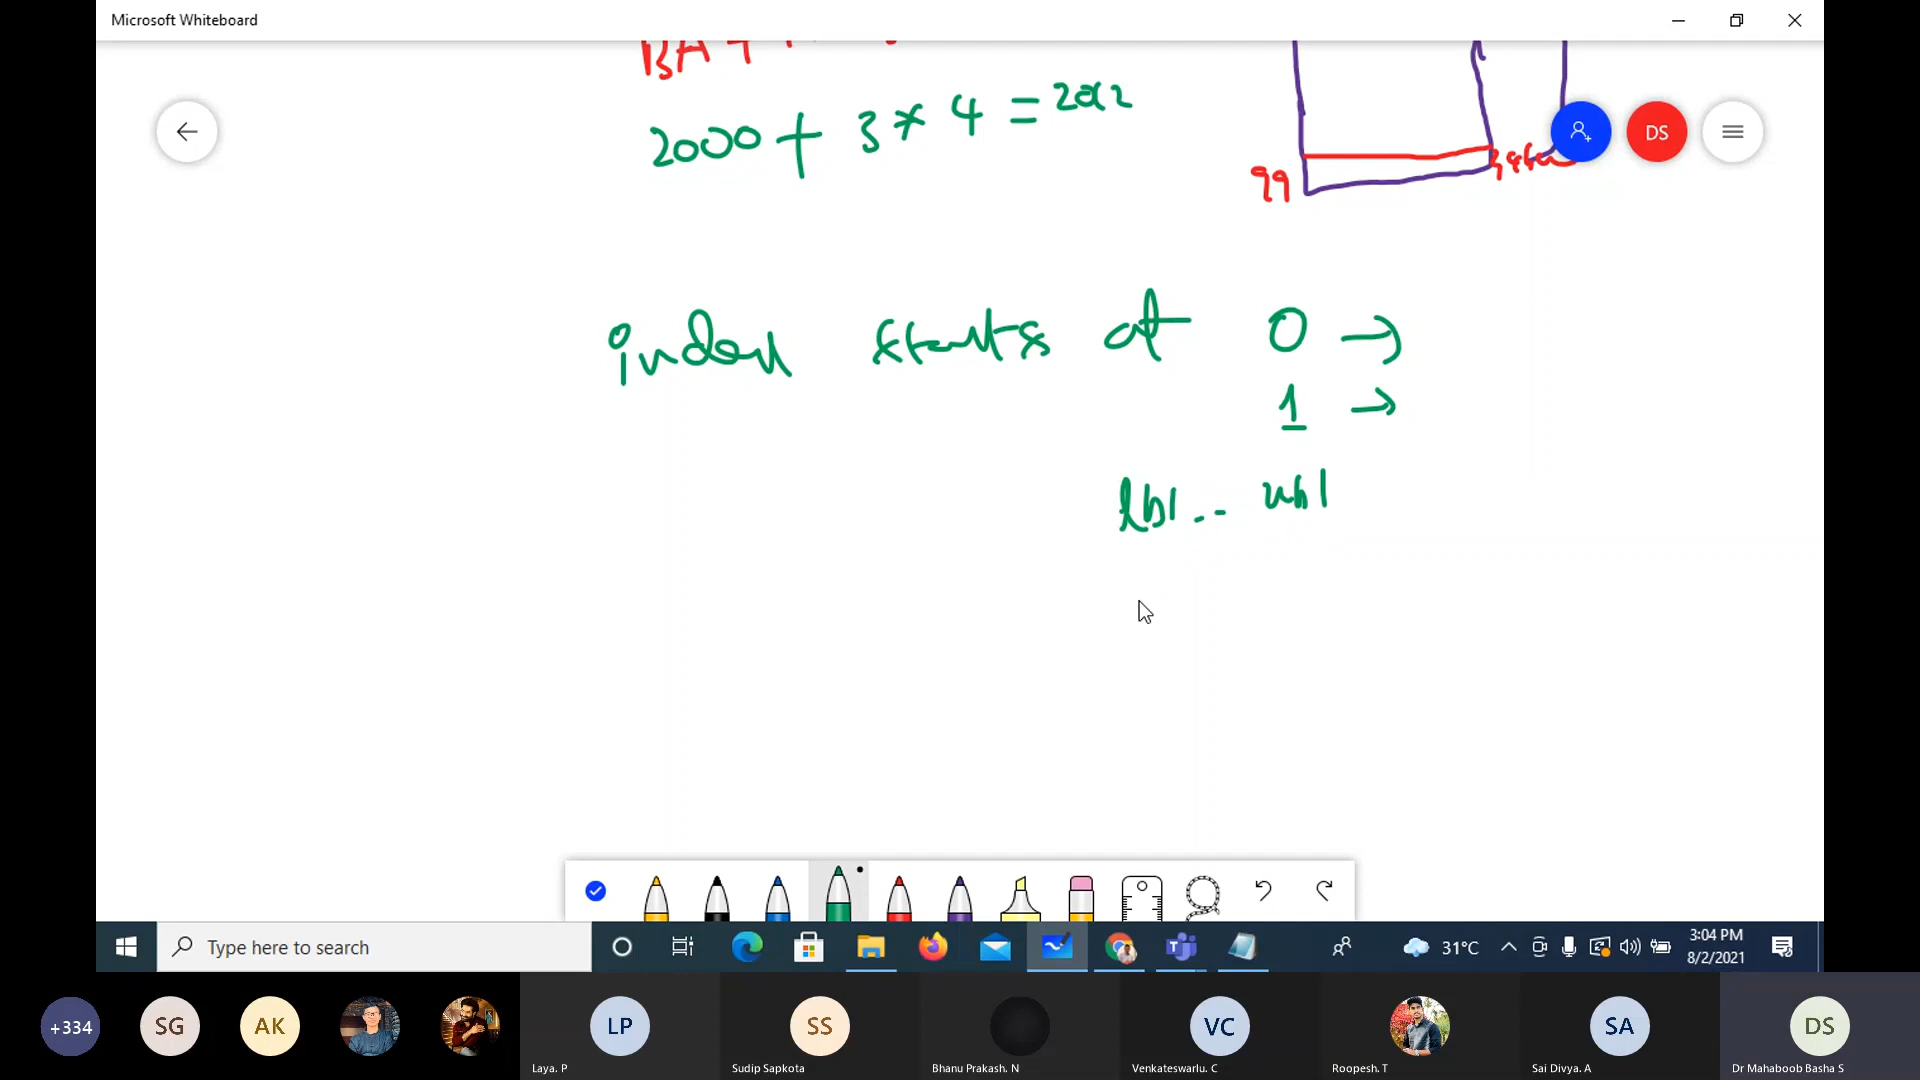 Microsoft Whiteboard
BA +
2000 + 3 * 4 = 2012
DS
99
index starts at 0 →
1 →
lb1 .. ub1
Type here to search
31°C
3:04 PM
8/2/2021
+334
SG
AK
LP
SS
VC
SA
DS
Laya. P
Sudip Sapkota
Bhanu Prakash. N
Venkateswarlu. C
Roopesh. T
Sai Divya. A
Dr Mahaboob Basha S